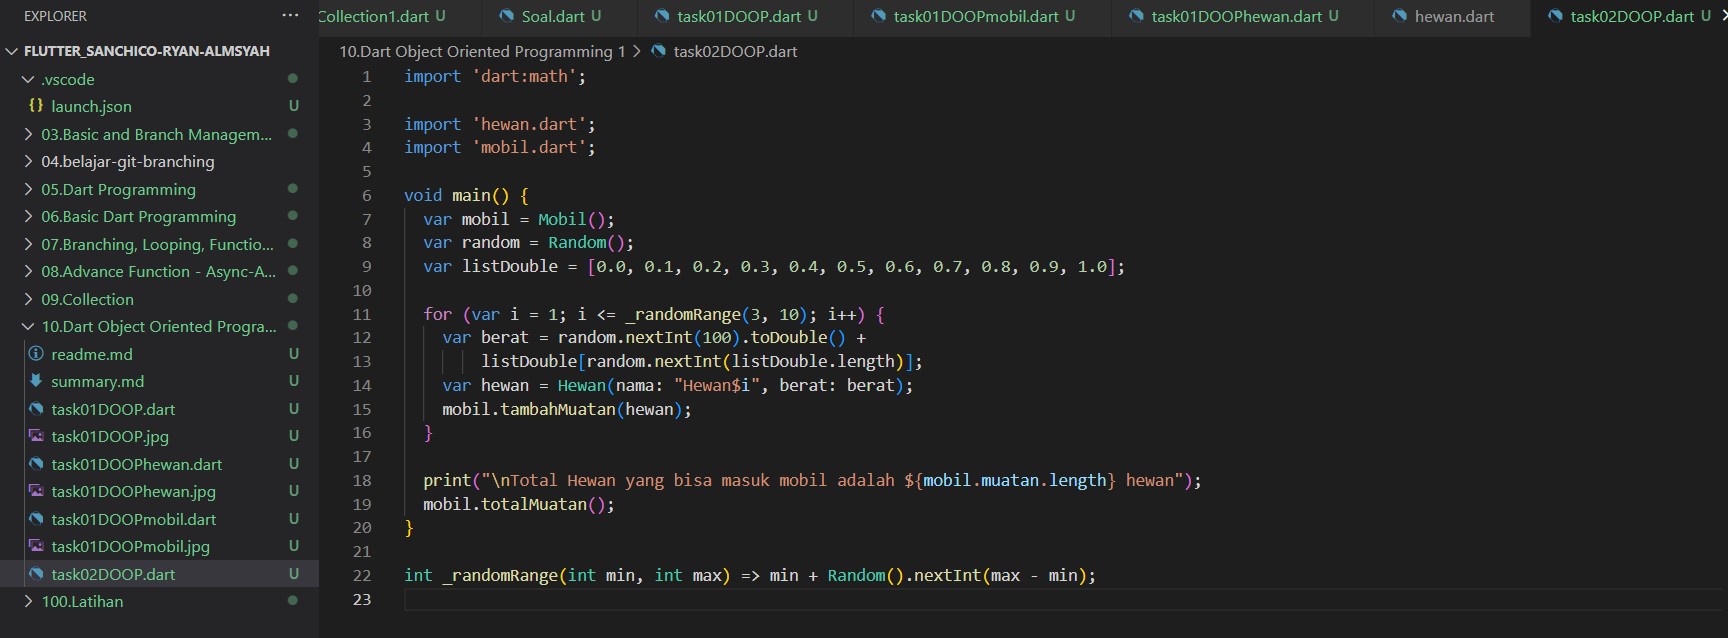 EXPLORER ...
FLUTTER_SANCHICO-RYAN-ALMSYAH
.vscode
{} launch.json U
03.Basic and Branch Managem...
04.belajar-git-branching
05.Dart Programming
06.Basic Dart Programming
07.Branching, Looping, Functio...
08.Advance Function - Async-A...
09.Collection
10.Dart Object Oriented Progra...
readme.md U
summary.md U
task01DOOP.dart U
task01DOOP.jpg U
task01DOOPhewan.dart U
task01DOOPhewan.jpg U
task01DOOPmobil.dart U
task01DOOPmobil.jpg U
task02DOOP.dart U
100.Latihan
Collection1.dart U Soal.dart U task01DOOP.dart U task01DOOPmobil.dart U task01DOOPhewan.dart U hewan.dart task02DOOP.dart U
10.Dart Object Oriented Programming 1 > task02DOOP.dart
1 import 'dart:math';
2
3 import 'hewan.dart';
4 import 'mobil.dart';
5
6 void main() {
7 var mobil = Mobil();
8 var random = Random();
9 var listDouble = [0.0, 0.1, 0.2, 0.3, 0.4, 0.5, 0.6, 0.7, 0.8, 0.9, 1.0];
10
11 for (var i = 1; i <= _randomRange(3, 10); i++) {
12 var berat = random.nextInt(100).toDouble() +
13 listDouble[random.nextInt(listDouble.length)];
14 var hewan = Hewan(nama: "Hewan$i", berat: berat);
15 mobil.tambahMuatan(hewan);
16 }
17
18 print("\nTotal Hewan yang bisa masuk mobil adalah ${mobil.muatan.length} hewan");
19 mobil.totalMuatan();
20 }
21
22 int _randomRange(int min, int max) => min + Random().nextInt(max - min);
23